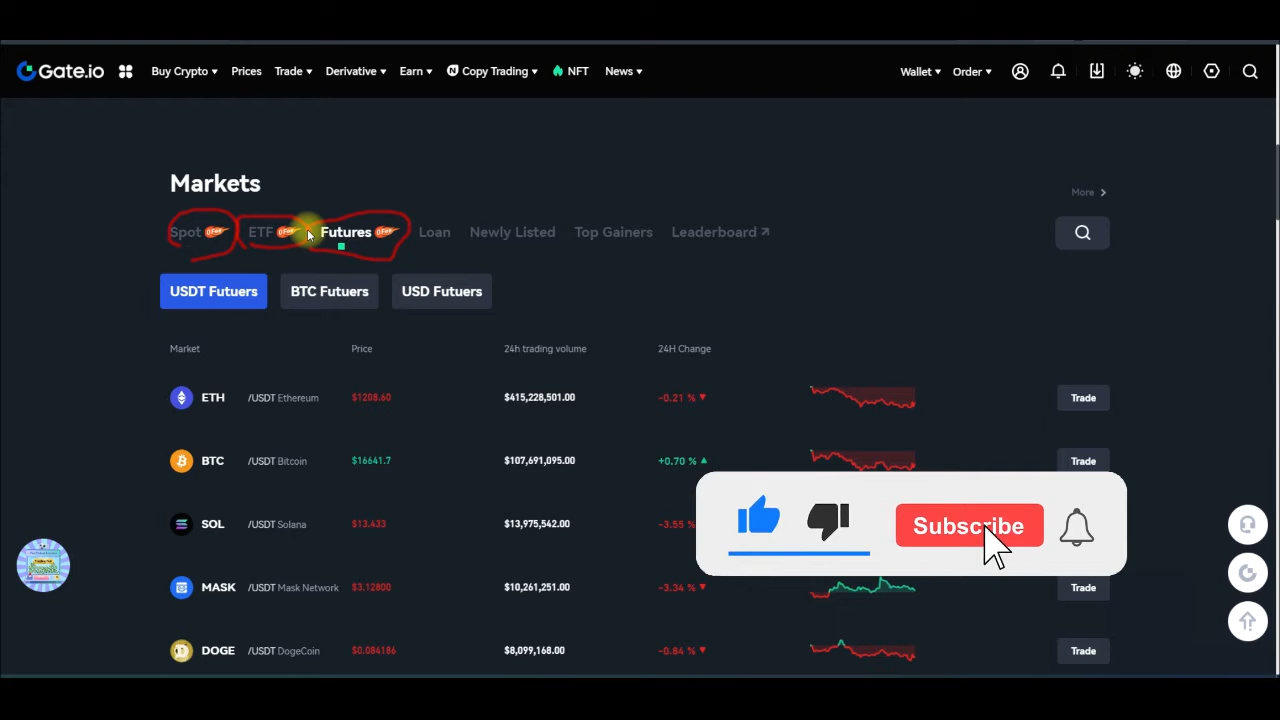 Gate.io Buy Crypto Prices Trade Derivative Earn Copy Trading NFT News Wallet Order
Markets
More
Spot ETF Futures Loan Newly Listed Top Gainers Leaderboard
USDT Futuers BTC Futuers USD Futuers
Market Price 24h trading volume 24H Change
ETH /USDT Ethereum $1208.60 $415,228,501.00 -0.21 % Trade
BTC /USDT Bitcoin $16641.7 $107,691,095.00 +0.70 % Trade
SOL /USDT Solana $13.433 $13,975,542.00 -3.55 %
Subscribe
MASK /USDT Mask Network $3.12800 $10,261,251.00 -3.34 % Trade
DOGE /USDT DogeCoin $0.084186 $8,099,168.00 -0.84 % Trade